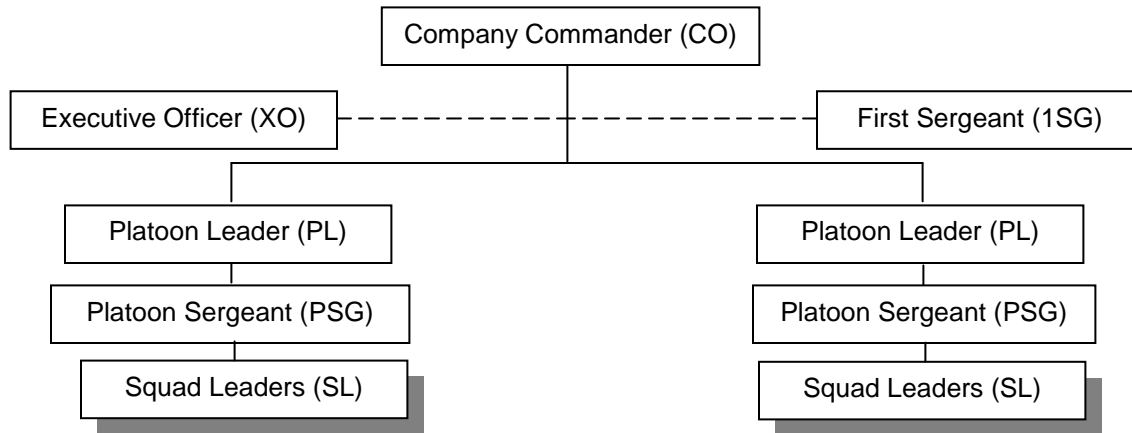 Company Commander (CO)
Executive Officer (XO)
First Sergeant (1SG)
Platoon Leader (PL)
Platoon Leader (PL)
Platoon Sergeant (PSG)
Platoon Sergeant (PSG)
Squad Leaders (SL)
Squad Leaders (SL)